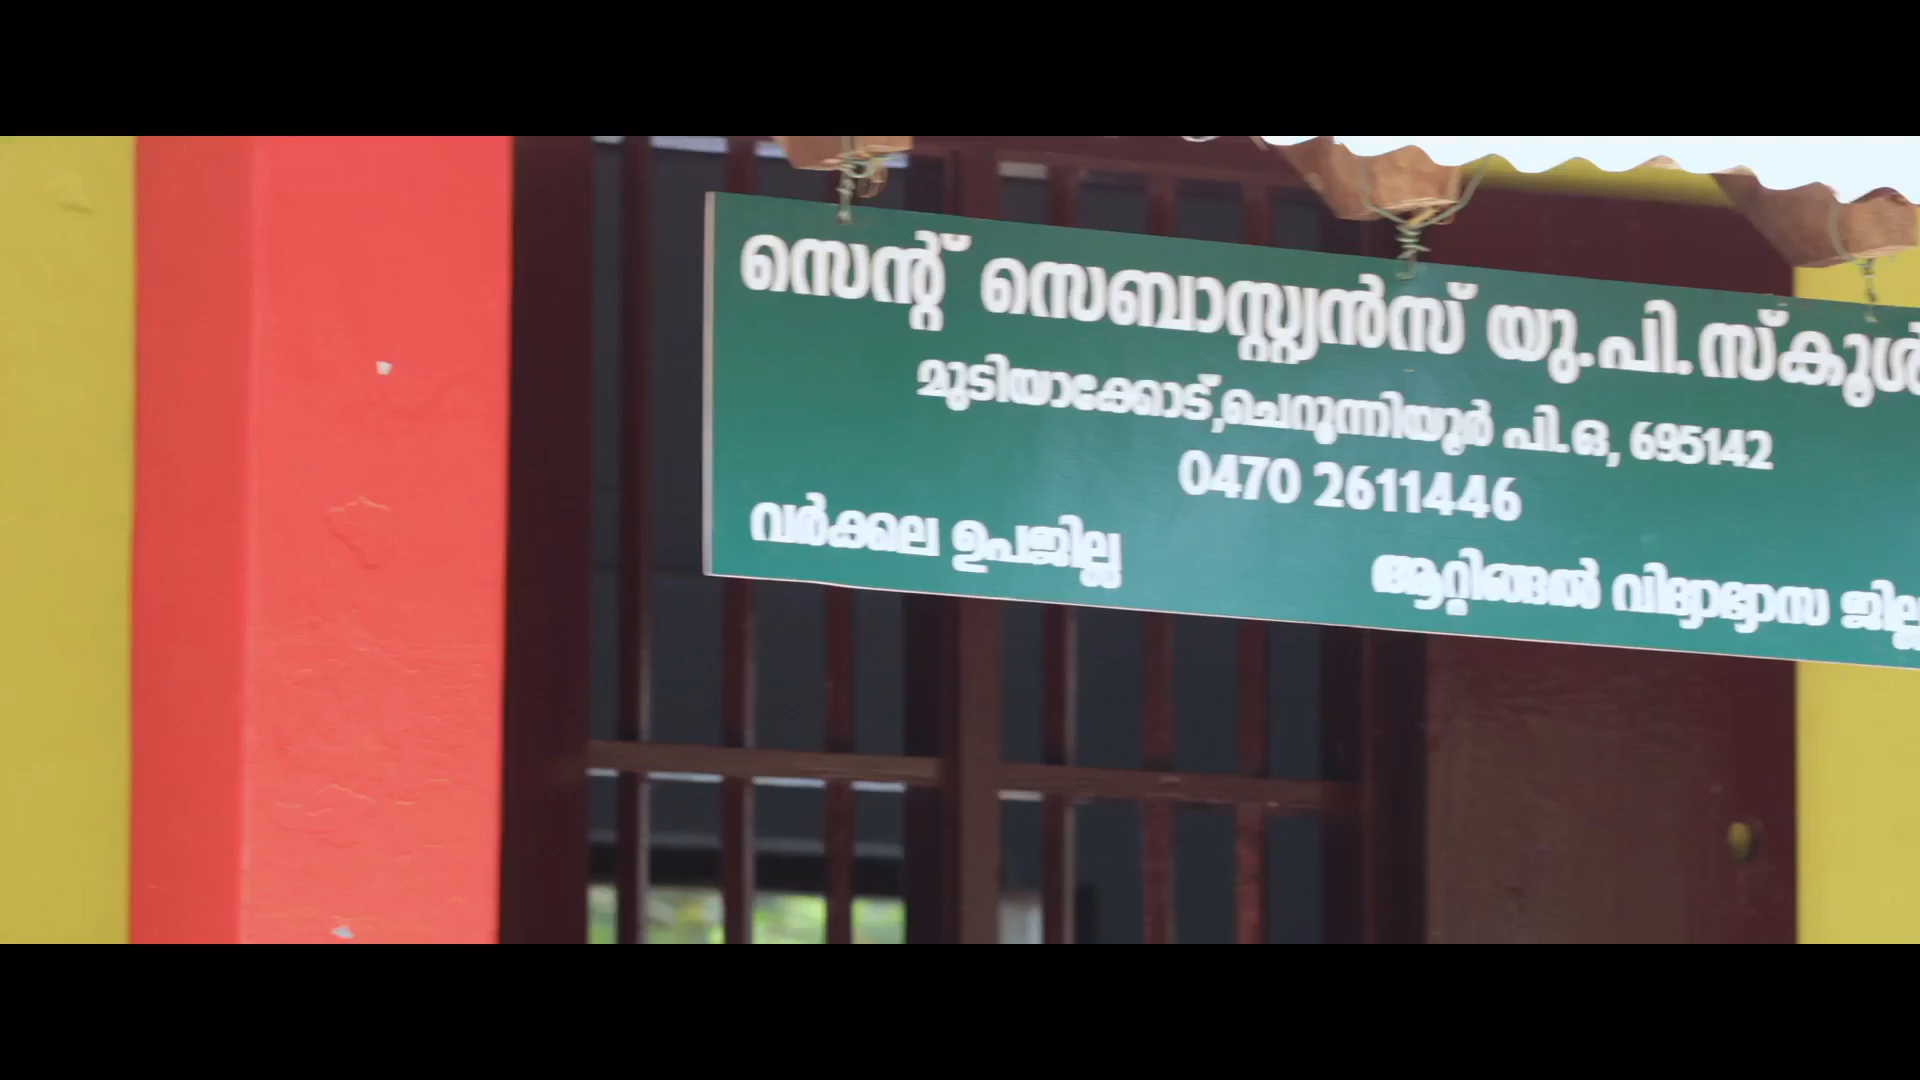 സെന്റ് സെബാസ്റ്റ്യൻസ് യു.പി.സ്കൂൾ
മുടിയാക്കോട്,ചെറുന്നിയൂർ പി.ഒ, 695142
0470 2611446
വർക്കല ഉപജില്ല ആറ്റിങ്ങൽ വിദ്യാഭ്യാസ ജില്ല